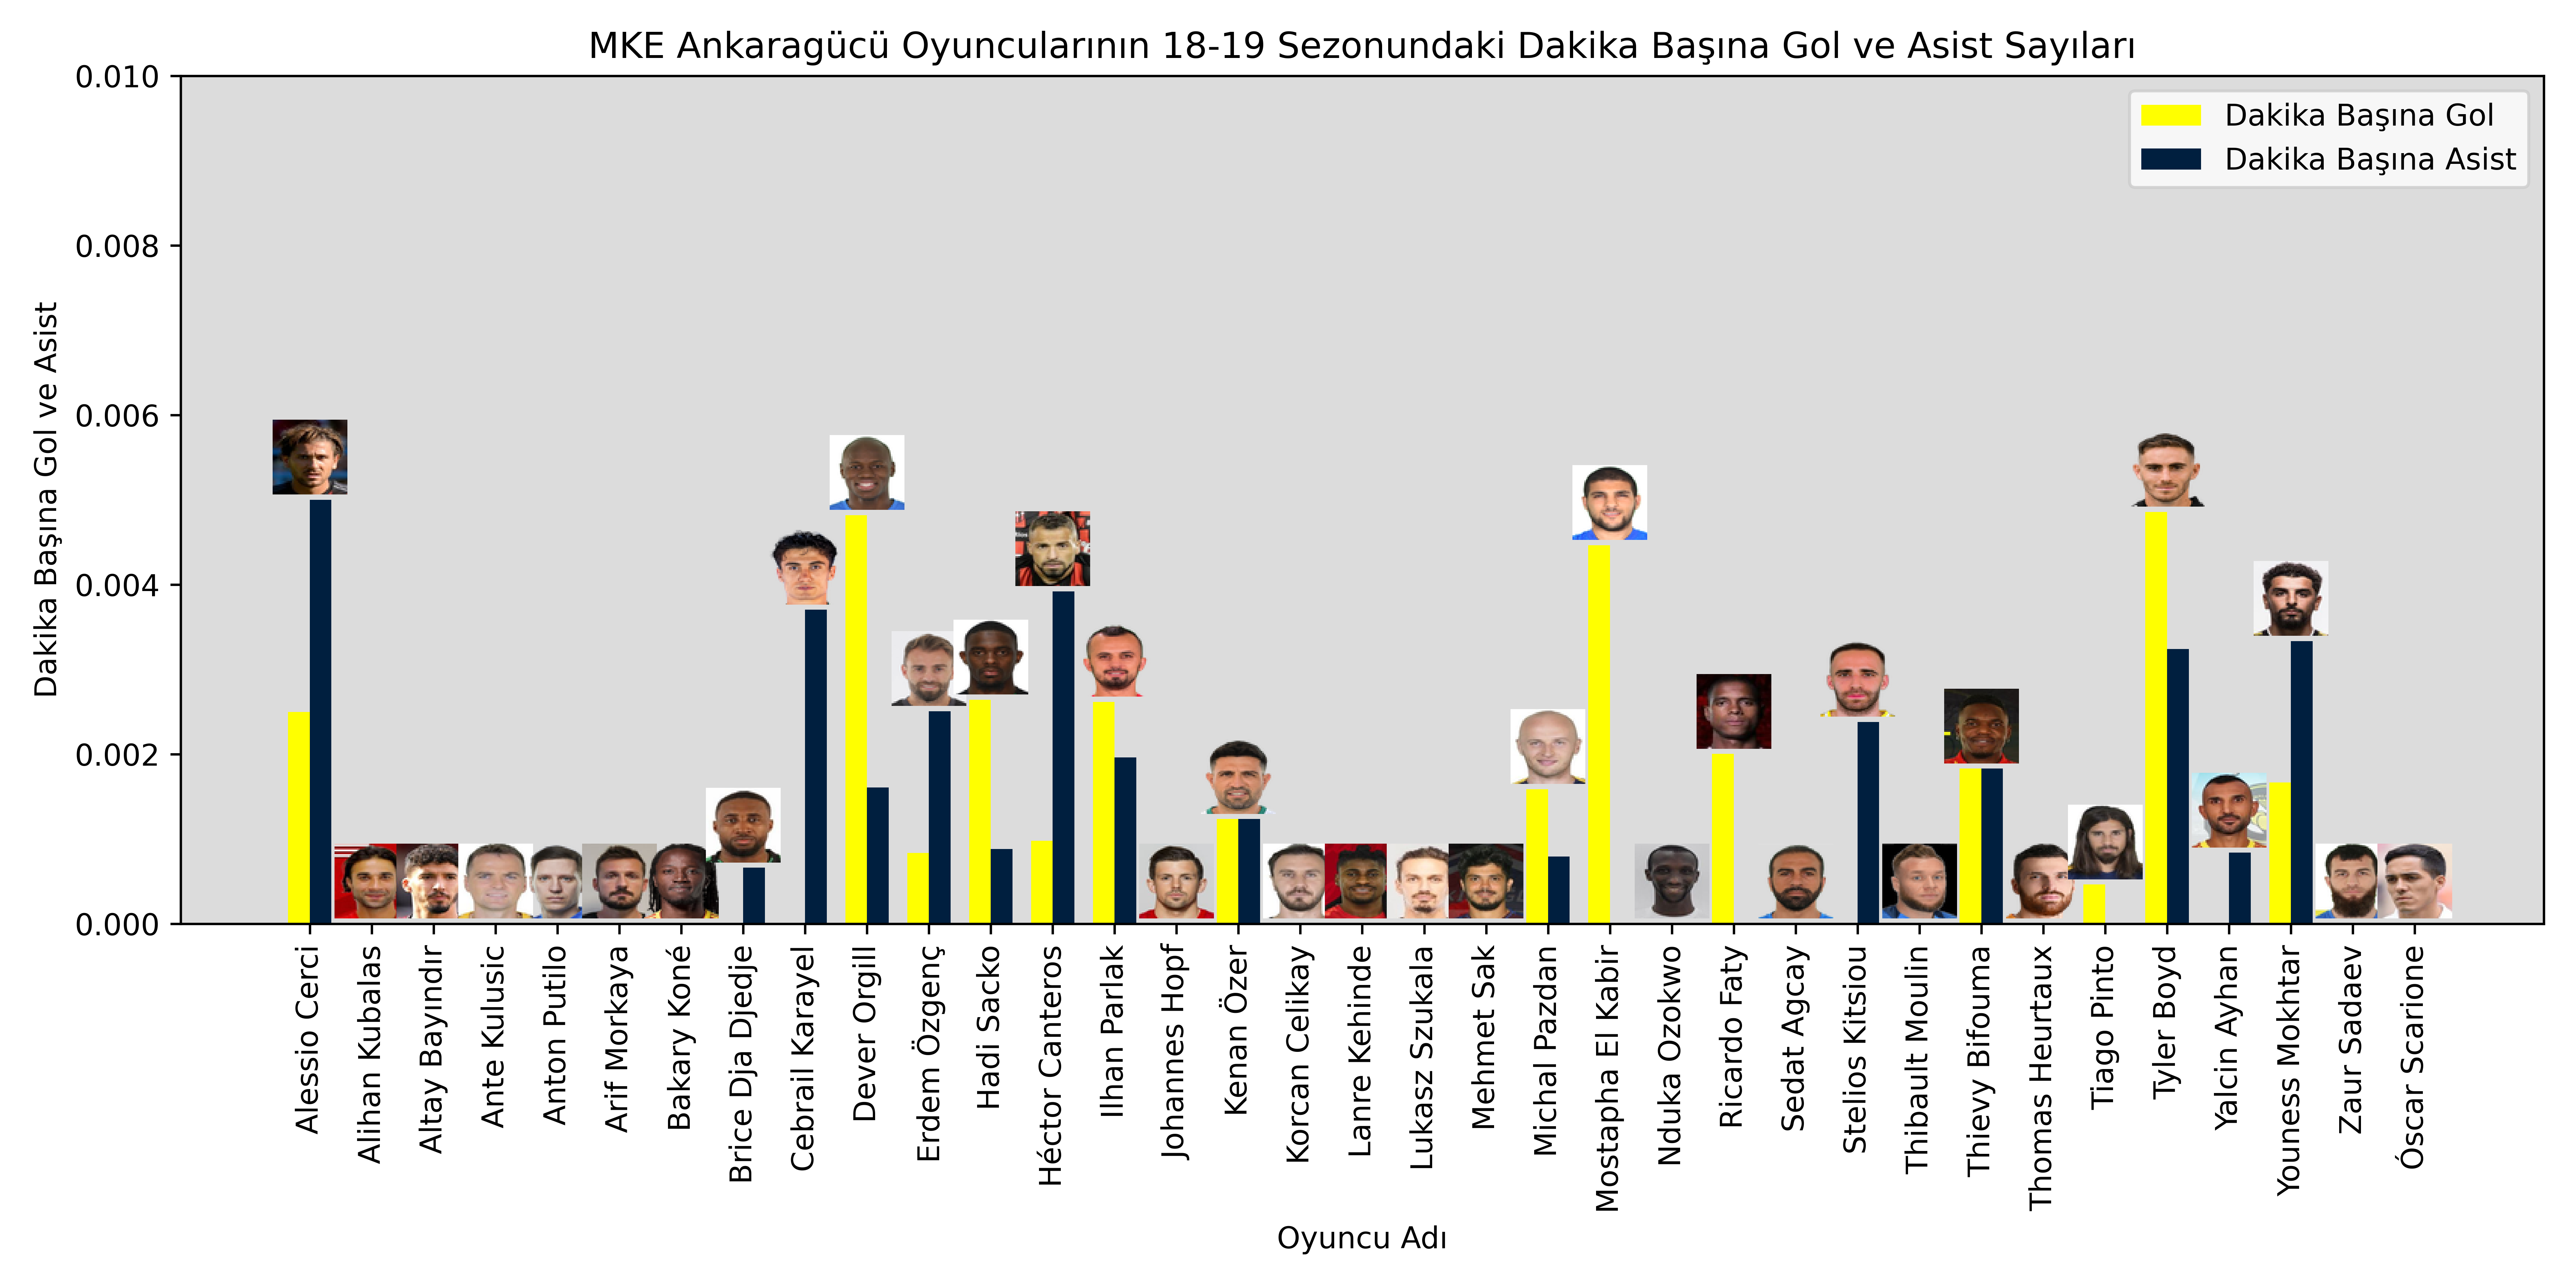 MKE Ankaragücü Oyuncularının 18-19 Sezonundaki Dakika Başına Gol ve Asist Sayıları
Dakika Başına Gol
Dakika Başına Asist
Dakika Başına Gol ve Asist
0.010
0.008
0.006
0.004
0.002
0.000
Alessio Cerci
Alihan Kubalas
Altay Bayındır
Ante Kulusic
Anton Putilo
Arif Morkaya
Bakary Koné
Brice Dja Djedje
Cebrail Karayel
Dever Orgill
Erdem Özgenç
Hadi Sacko
Héctor Canteros
Ilhan Parlak
Johannes Hopf
Kenan Özer
Korcan Celikay
Lanre Kehinde
Lukasz Szukala
Mehmet Sak
Michal Pazdan
Mostapha El Kabir
Nduka Ozokwo
Ricardo Faty
Sedat Agcay
Stelios Kitsiou
Thibault Moulin
Thievy Bifouma
Thomas Heurtaux
Tiago Pinto
Tyler Boyd
Yalcin Ayhan
Youness Mokhtar
Zaur Sadaev
Óscar Scarione
Oyuncu Adı